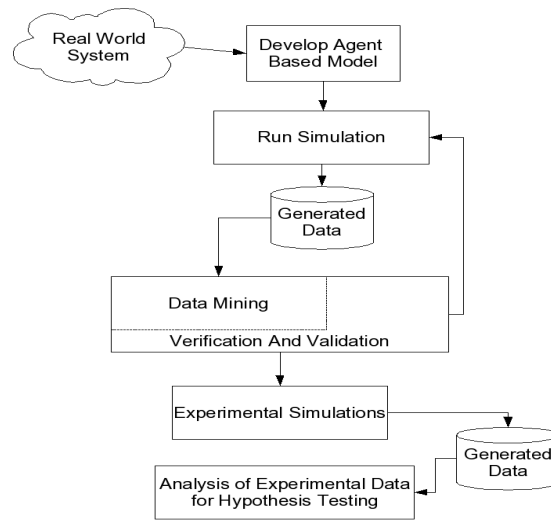 Real World
System
Develop Agent
Based Model
Run Simulation
Generated
Data
Data Mining
Verification And Validation
Experimental Simulations
Generated
Data
Analysis of Experimental Data
for Hypothesis Testing